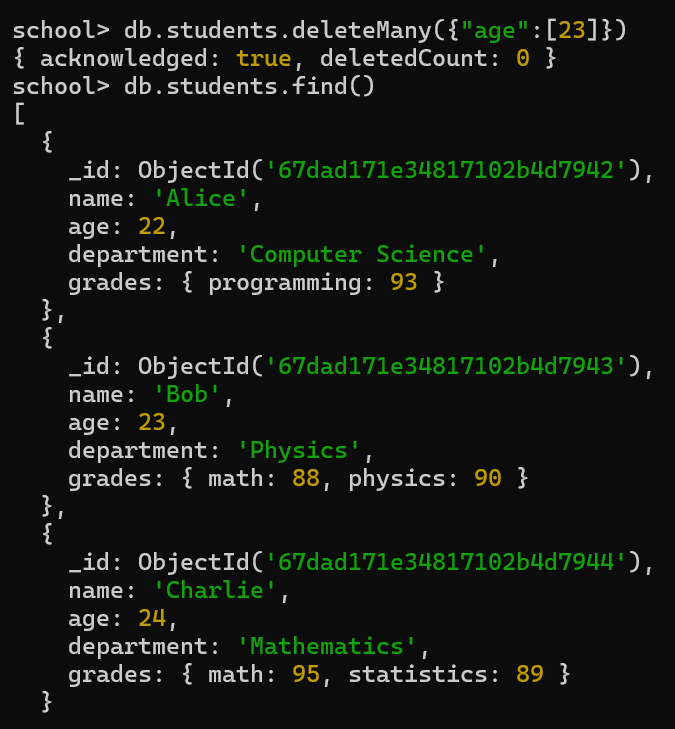 school> db.students.deleteMany({"age":[23]})
{ acknowledged: true, deletedCount: 0 }
school> db.students.find()
[
  {
    _id: ObjectId('67dad171e34817102b4d7942'),
    name: 'Alice',
    age: 22,
    department: 'Computer Science',
    grades: { programming: 93 }
  },
  {
    _id: ObjectId('67dad171e34817102b4d7943'),
    name: 'Bob',
    age: 23,
    department: 'Physics',
    grades: { math: 88, physics: 90 }
  },
  {
    _id: ObjectId('67dad171e34817102b4d7944'),
    name: 'Charlie',
    age: 24,
    department: 'Mathematics',
    grades: { math: 95, statistics: 89 }
  }